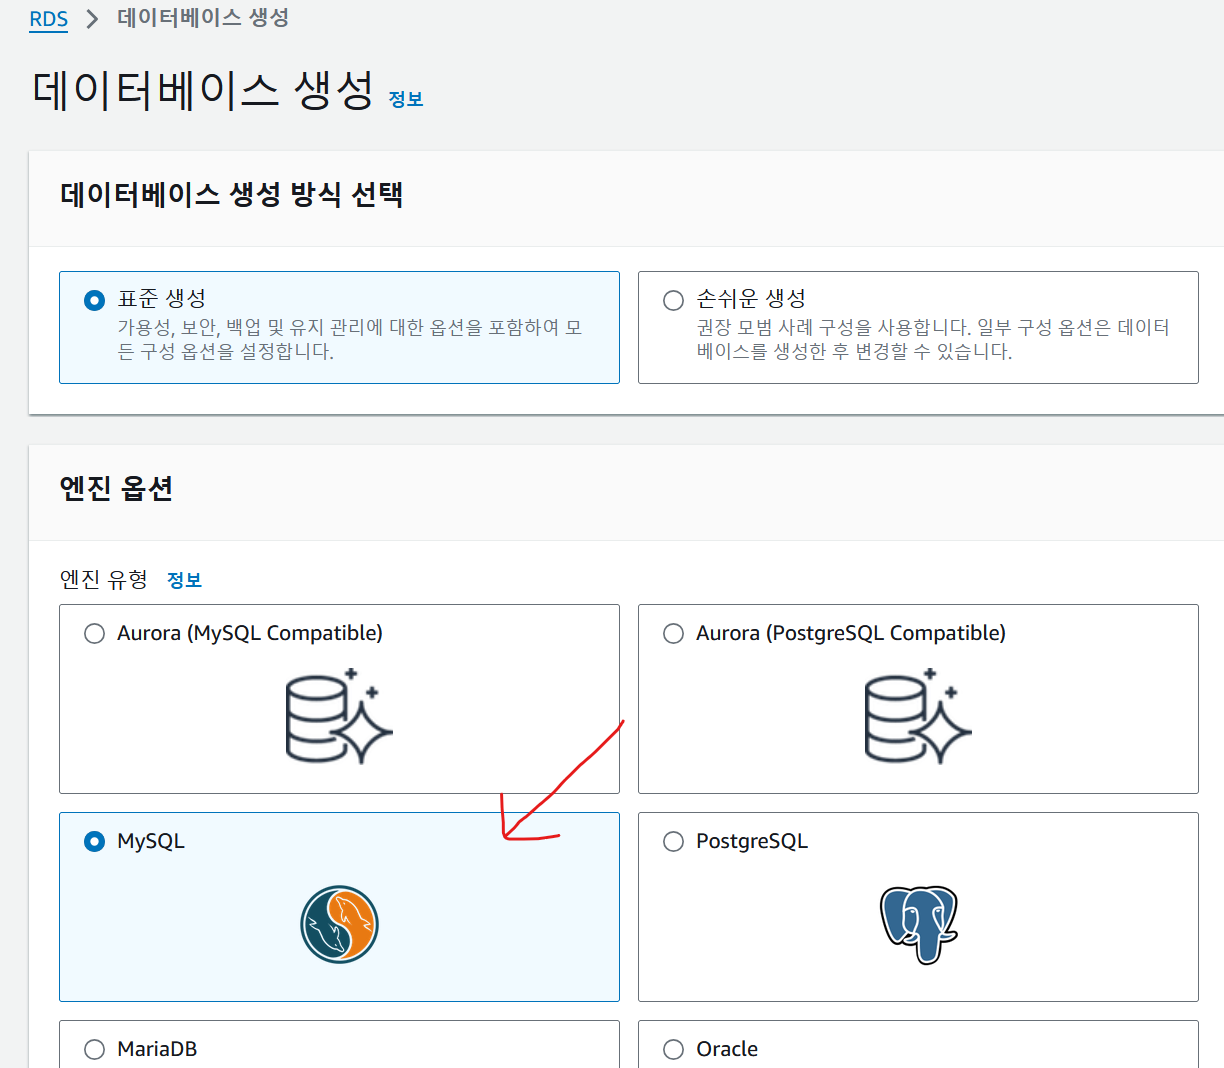 RDS > 데이터베이스 생성
데이터베이스 생성 정보
데이터베이스 생성 방식 선택
표준 생성
가용성, 보안, 백업 및 유지 관리에 대한 옵션을 포함하여 모
든 구성 옵션을 설정합니다.
손쉬운 생성
권장 모범 사례 구성을 사용합니다. 일부 구성 옵션은 데이터
베이스를 생성한 후 변경할 수 있습니다.
엔진 옵션
엔진 유형 정보
Aurora (MySQL Compatible)
Aurora (PostgreSQL Compatible)
MySQL
PostgreSQL
MariaDB
Oracle